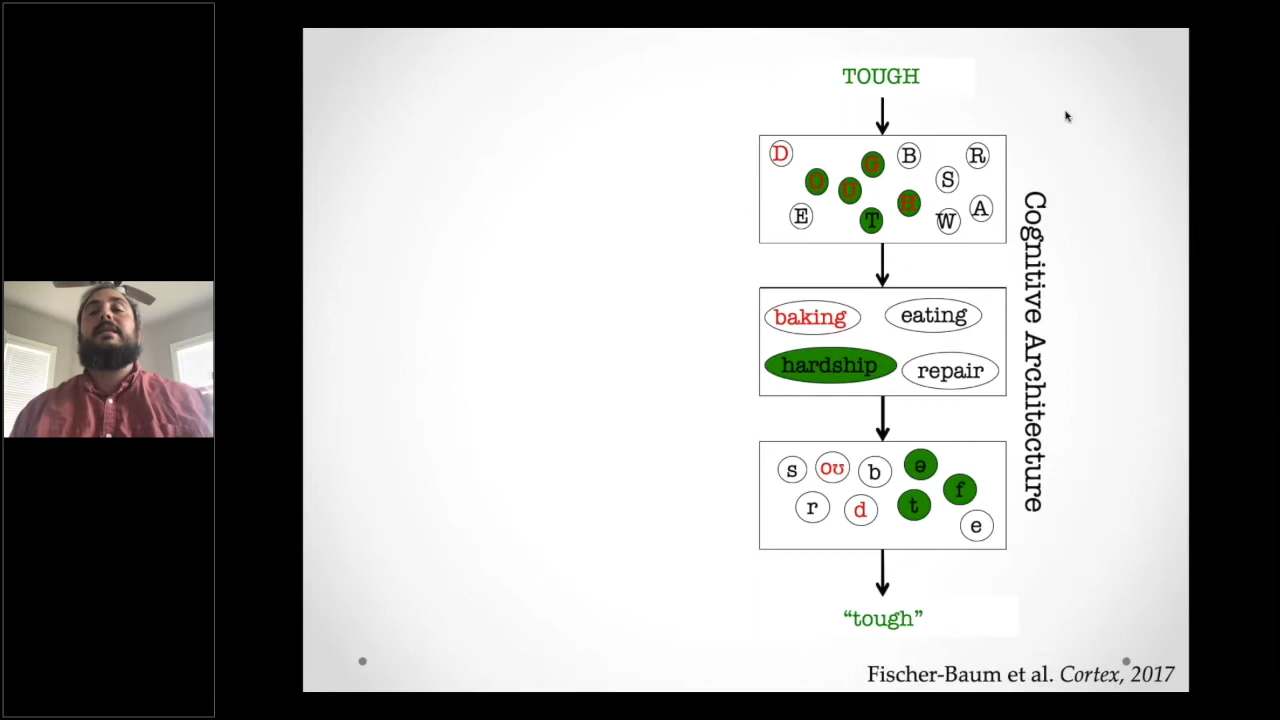 TOUGH
D G B R
O U S
E T H W A
baking eating
hardship repair
s oʊ b ə
r d t f
e
“tough”
Cognitive Architecture
Fischer-Baum et al. Cortex, 2017